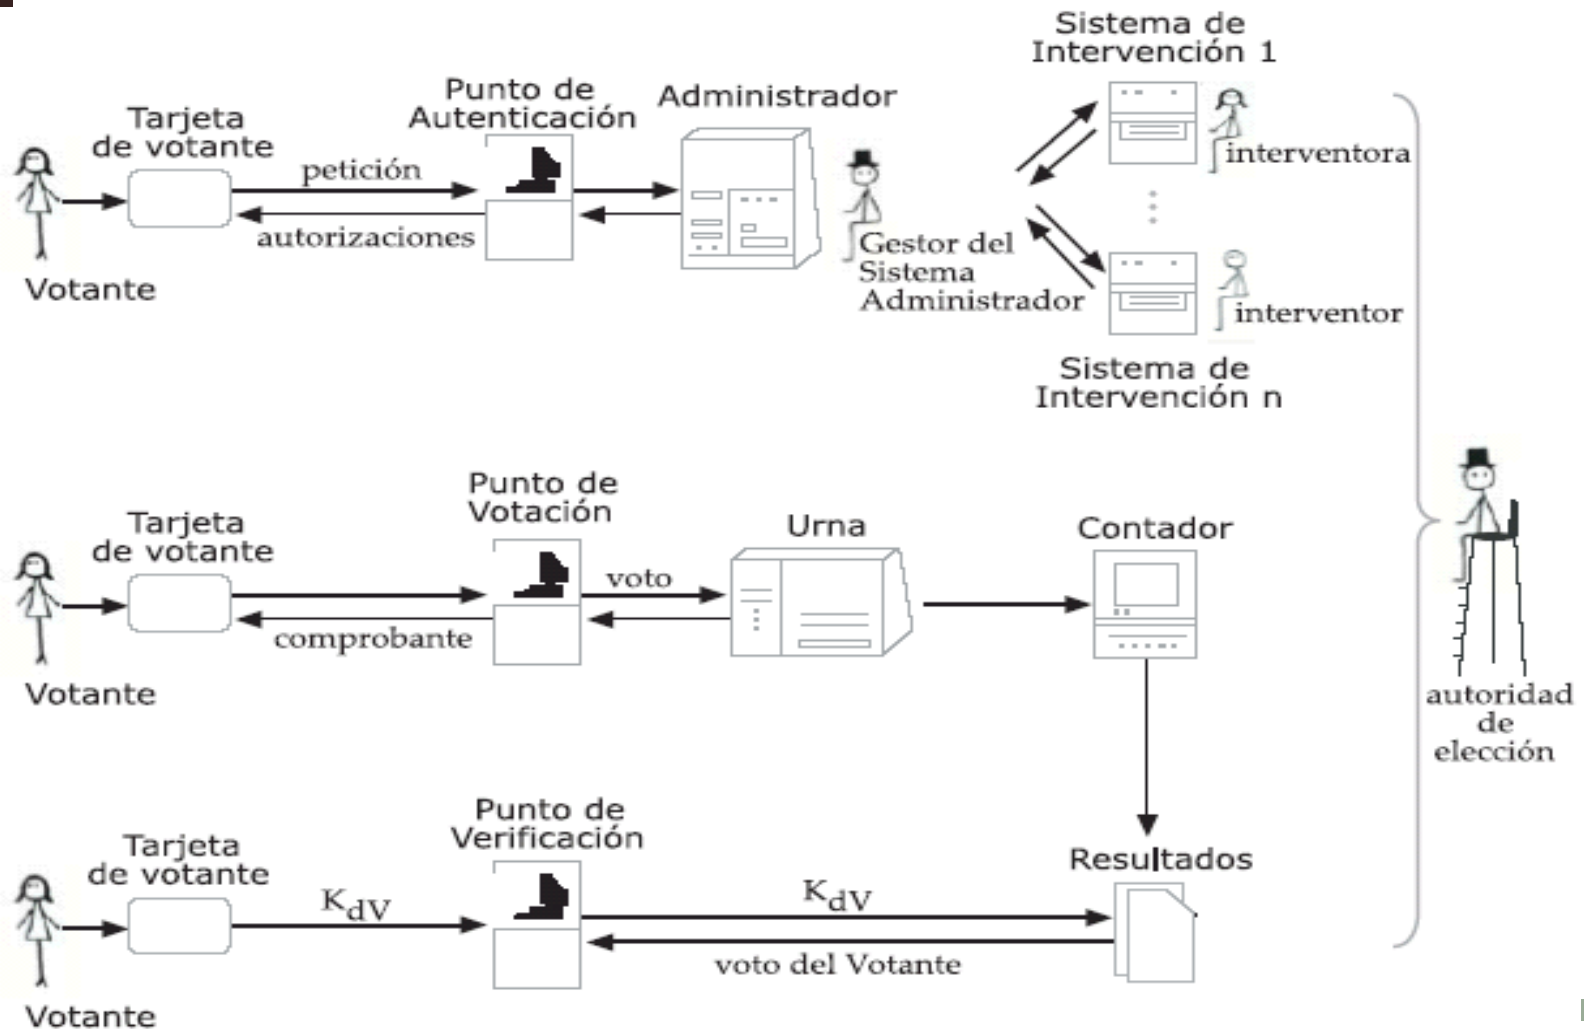 Sistema de
Intervención 1
interventora
Punto de
Autenticación
Administrador
Tarjeta
de votante
petición
autorizaciones
Votante
Gestor del
Sistema
Administrador
interventor
Sistema de
Intervención n
Punto de
Votación
Urna
Contador
Tarjeta
de votante
voto
comprobante
Votante
autoridad
de
elección
Punto de
Verificación
Resultados
Tarjeta
de votante
KdV
KdV
voto del Votante
Votante